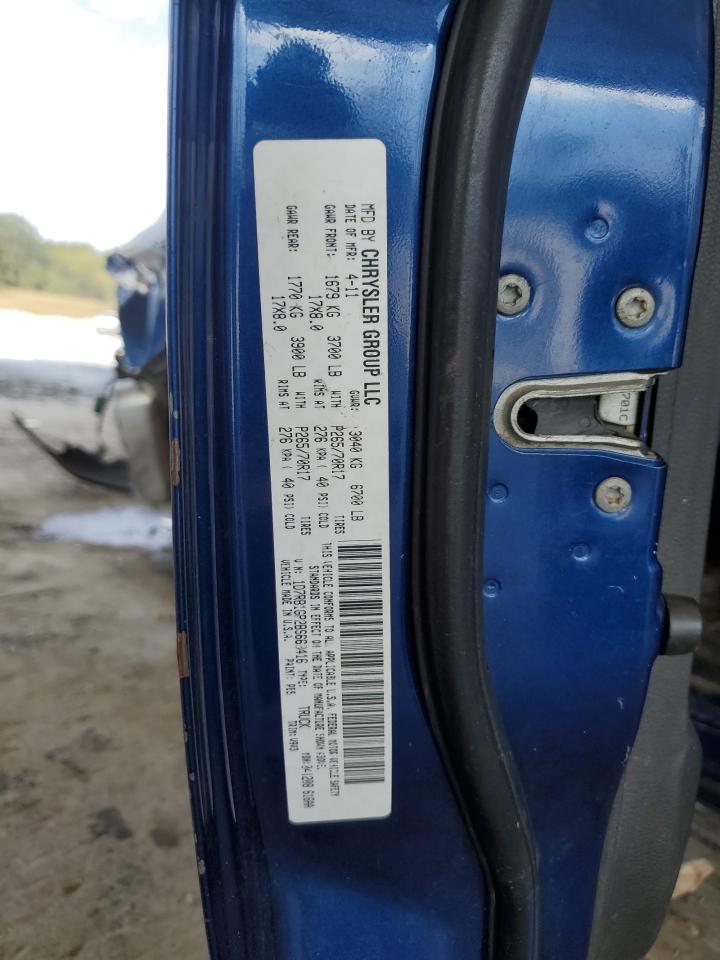 MFD BY CHRYSLER GROUP LLC
DATE OF MFR: 4-11 GVWR: 3040 KG 6700 LB
GAWR FRONT: 1679 KG 3700 LB WITH P265/70R17 TIRES
17X8.0 RIMS AT 276 KPA ( 40 PSI) COLD
GAWR REAR: 1770 KG 3900 LB WITH P265/70R17 TIRES
17X8.0 RIMS AT 276 KPA ( 40 PSI) COLD
THIS VEHICLE CONFORMS TO AL. APPLICABLE U.S.A. FEDERAL MOTOR VEHICLE SAFETY
STANDARDS IN EFFECT ON THE DATE OF MANUFACTURE SHOWN ABOVE.
V N: 1D7RB1GP2BS663416 TYPE: TRUCK
VEHICLE MADE IN U.S.A. PAINT: PBS TRIM:
701C